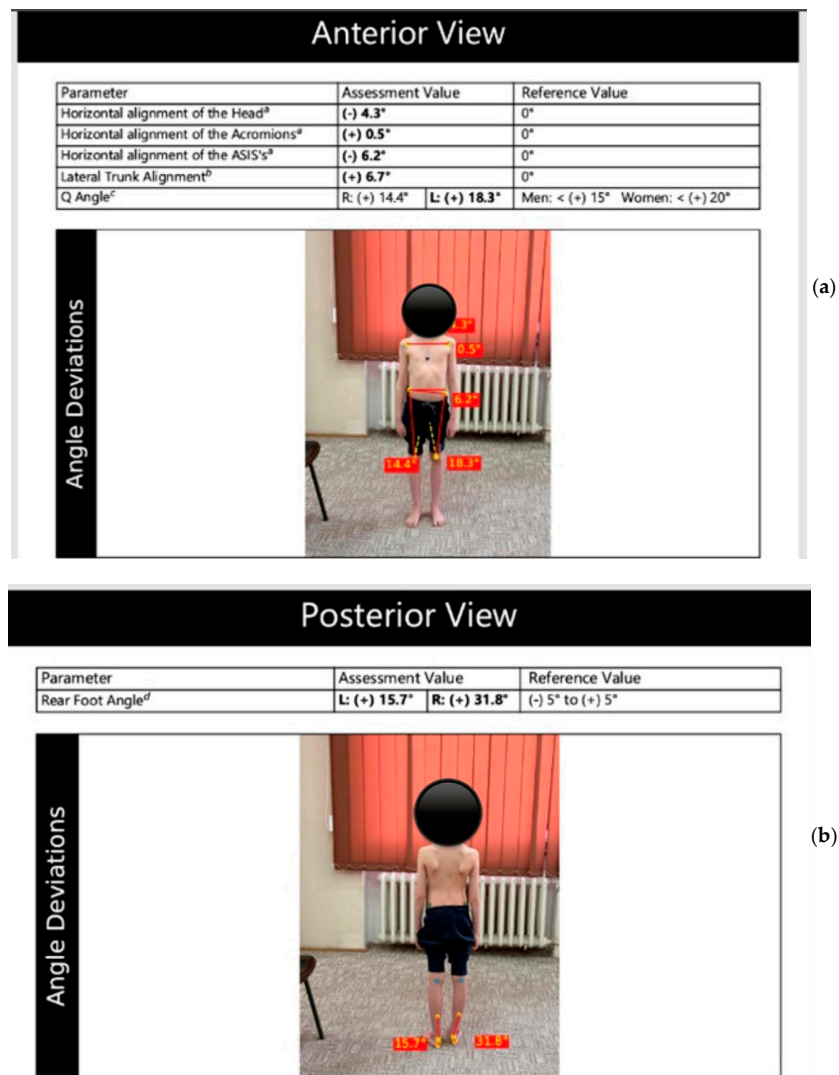 Anterior View
Parameter Assessment Value Reference Value
Horizontal alignment of the Headᵃ (-) 4.3° 0°
Horizontal alignment of the Acromionsᵃ (+) 0.5° 0°
Horizontal alignment of the ASIS'sᵃ (-) 6.2° 0°
Lateral Trunk Alignmentᵇ (+) 6.7° 0°
Q Angleᶜ R: (+) 14.4° L: (+) 18.3° Men: < (+) 15° Women: < (+) 20°
Angle Deviations
.3°
0.5°
6.2°
14.4° 18.3°
(a)
Posterior View
Parameter Assessment Value Reference Value
Rear Foot Angleᵈ L: (+) 15.7° R: (+) 31.8° (-) 5° to (+) 5°
Angle Deviations
15.7° 31.8°
(b)